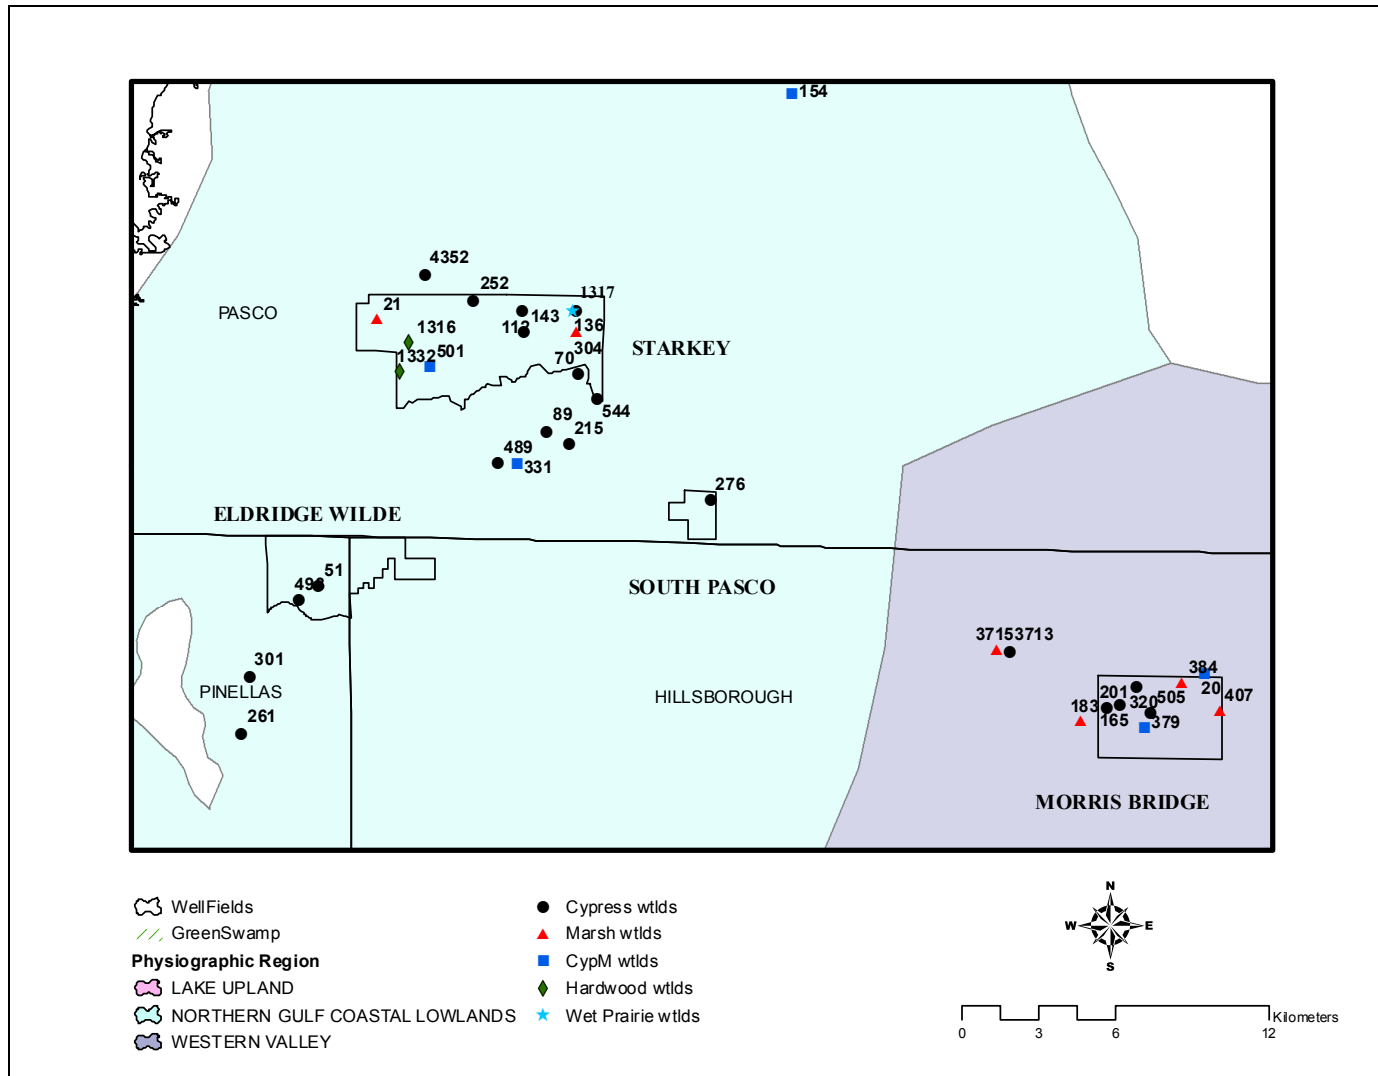 154
4352
252
21
1317
PASCO
143
1316
112
136
STARKEY
304
1332
501
70
544
89
215
489
331
276
ELDRIDGE WILDE
51
SOUTH PASCO
37153713
301
384
PINELLAS
HILLSBOROUGH
201
20
407
183
320
505
165
379
261
MORRIS BRIDGE
WellFields
GreenSwamp
Physiographic Region
LAKE UPLAND
NORTHERN GULF COASTAL LOWLANDS
WESTERN VALLEY
Cypress wtlds
Marsh wtlds
CypM wtlds
Hardwood wtlds
Wet Prairie wtlds
N
W
E
S
Kilometers
0
3
6
12